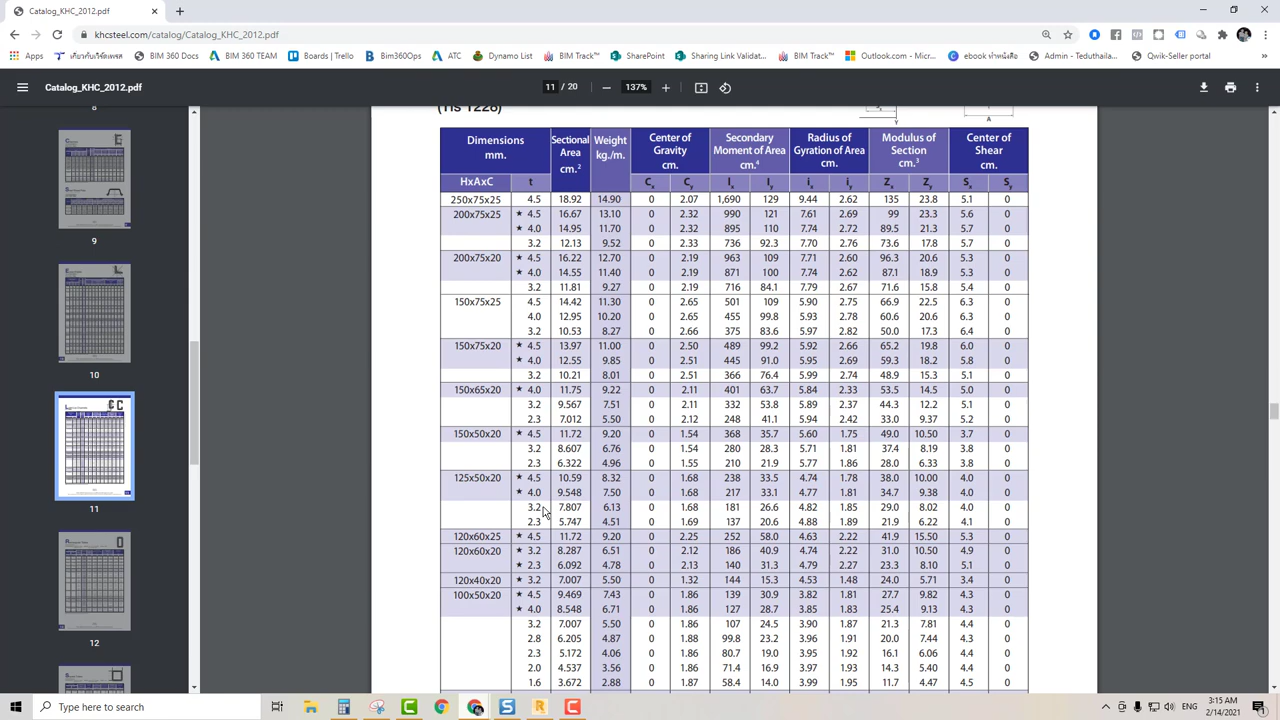 Catalog_KHC_2012.pdf
khcsteel.com/catalog/Catalog_KHC_2012.pdf
Apps เว็บดูเรียไร้เพรสดี BIM 360 Docs BIM 360 TEAM Boards | Trello Bim360ops ATC Dynamo List BIM Track™ SharePoint Sharing Link Validat... BIM Track™ Outlook.com - Micr... ebook ทำหนังสือ Admin - Teduthaila... Qwik-Seller portal
Catalog_KHC_2012.pdf 11 / 20 137%
8
9
10
11
12
(TIS 1228)
A
Dimensions mm. Sectional Area cm.2 Weight kg./m. Center of Gravity cm. Secondary Moment of Area cm.4 Radius of Gyration of Area cm. Modulus of Section cm.3 Center of Shear cm.
HxAxC t Cx Cy Ix Iy ix iy Zx Zy Sx Sy
250x75x25 4.5 18.92 14.90 0 2.07 1,690 129 9.44 2.62 135 23.8 5.1 0
200x75x25 ★ 4.5 16.67 13.10 0 2.32 990 121 7.61 2.69 99 23.3 5.6 0
★ 4.0 14.95 11.70 0 2.32 895 110 7.74 2.72 89.5 21.3 5.7 0
3.2 12.13 9.52 0 2.33 736 92.3 7.70 2.76 73.6 17.8 5.7 0
200x75x20 ★ 4.5 16.22 12.70 0 2.19 963 109 7.71 2.60 96.3 20.6 5.3 0
★ 4.0 14.55 11.40 0 2.19 871 100 7.74 2.62 87.1 18.9 5.3 0
3.2 11.81 9.27 0 2.19 716 84.1 7.79 2.67 71.6 15.8 5.4 0
150x75x25 4.5 14.42 11.30 0 2.65 501 109 5.90 2.75 66.9 22.5 6.3 0
4.0 12.95 10.20 0 2.65 455 99.8 5.93 2.78 60.6 20.6 6.3 0
3.2 10.53 8.27 0 2.66 375 83.6 5.97 2.82 50.0 17.3 6.4 0
150x75x20 ★ 4.5 13.97 11.00 0 2.50 489 99.2 5.92 2.66 65.2 19.8 6.0 0
★ 4.0 12.55 9.85 0 2.51 445 91.0 5.95 2.69 59.3 18.2 5.8 0
3.2 10.21 8.01 0 2.51 366 76.4 5.99 2.74 48.9 15.3 5.1 0
150x65x20 ★ 4.0 11.75 9.22 0 2.11 401 63.7 5.84 2.33 53.5 14.5 5.0 0
3.2 9.567 7.51 0 2.11 332 53.8 5.89 2.37 44.3 12.2 5.1 0
2.3 7.012 5.50 0 2.12 248 41.1 5.94 2.42 33.0 9.37 5.2 0
150x50x20 ★ 4.5 11.72 9.20 0 1.54 368 35.7 5.60 1.75 49.0 10.50 3.7 0
3.2 8.607 6.76 0 1.54 280 28.3 5.71 1.81 37.4 8.19 3.8 0
2.3 6.322 4.96 0 1.55 210 21.9 5.77 1.86 28.0 6.33 3.8 0
125x50x20 ★ 4.5 10.59 8.32 0 1.68 238 33.5 4.74 1.78 38.0 10.00 4.0 0
★ 4.0 9.548 7.50 0 1.68 217 33.1 4.77 1.81 34.7 9.38 4.0 0
3.2 7.807 6.13 0 1.68 181 26.6 4.82 1.85 29.0 8.02 4.0 0
2.3 5.747 4.51 0 1.69 137 20.6 4.88 1.89 21.9 6.22 4.1 0
120x60x25 ★ 4.5 11.72 9.20 0 2.25 252 58.0 4.63 2.22 41.9 15.50 5.3 0
120x60x20 ★ 3.2 8.287 6.51 0 2.12 186 40.9 4.74 2.22 31.0 10.50 4.9 0
★ 2.3 6.092 4.78 0 2.13 140 31.3 4.79 2.27 23.3 8.10 5.1 0
120x40x20 ★ 3.2 7.007 5.50 0 1.32 144 15.3 4.53 1.48 24.0 5.71 3.4 0
100x50x20 ★ 4.5 9.469 7.43 0 1.86 139 30.9 3.82 1.81 27.7 9.82 4.3 0
★ 4.0 8.548 6.71 0 1.86 127 28.7 3.85 1.83 25.4 9.13 4.3 0
3.2 7.007 5.50 0 1.86 107 24.5 3.90 1.87 21.3 7.81 4.4 0
2.8 6.205 4.87 0 1.88 99.8 23.2 3.96 1.91 20.0 7.44 4.3 0
2.3 5.172 4.06 0 1.86 80.7 19.0 3.95 1.92 16.1 6.06 4.4 0
2.0 4.537 3.56 0 1.86 71.4 16.9 3.97 1.93 14.3 5.40 4.4 0
1.6 3.672 2.88 0 1.87 58.4 14.0 3.99 1.95 11.7 4.47 4.5 0
Type here to search
ENG 3:15 AM
2/14/2021